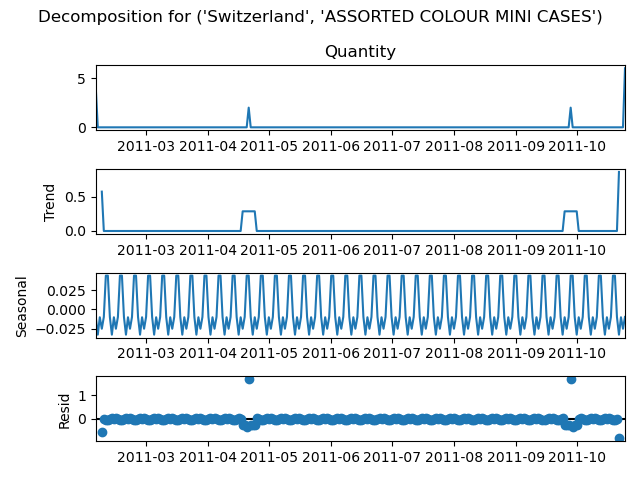 Decomposition for ('Switzerland', 'ASSORTED COLOUR MINI CASES')
Quantity
5
0
2011-03 2011-04 2011-05 2011-06 2011-07 2011-08 2011-09 2011-10
Trend
0.5
0.0
2011-03 2011-04 2011-05 2011-06 2011-07 2011-08 2011-09 2011-10
Seasonal
0.025
0.000
−0.025
2011-03 2011-04 2011-05 2011-06 2011-07 2011-08 2011-09 2011-10
Resid
1
0
2011-03 2011-04 2011-05 2011-06 2011-07 2011-08 2011-09 2011-10